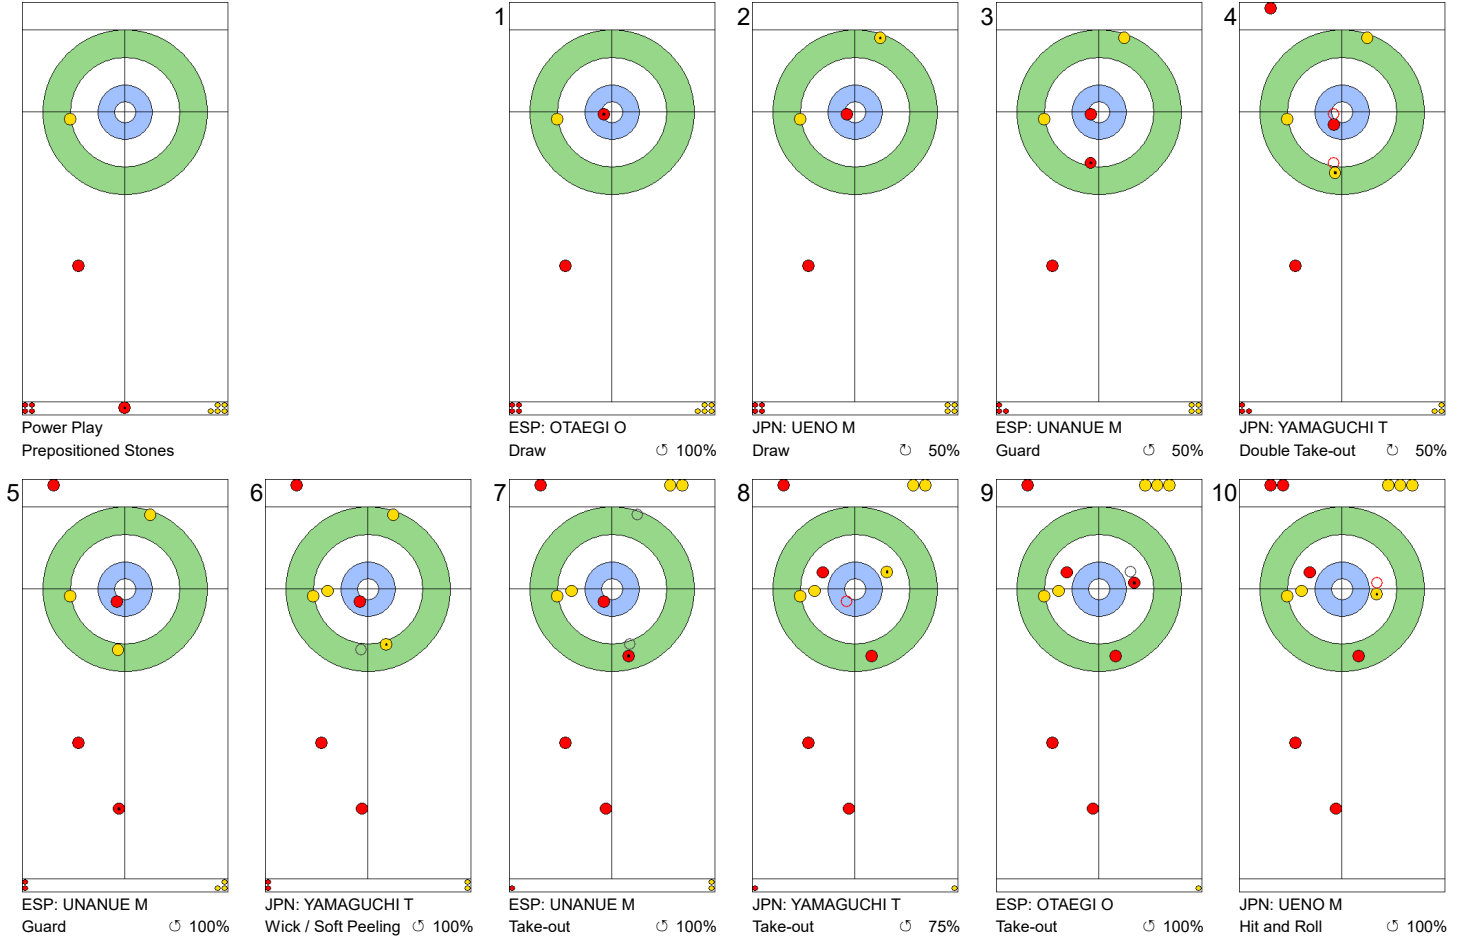 Power Play
Prepositioned Stones
1
ESP: OTAEGI O
Draw 100%
2
JPN: UENO M
Draw 50%
3
ESP: UNANUE M
Guard 50%
4
JPN: YAMAGUCHI T
Double Take-out 50%
5
ESP: UNANUE M
Guard 100%
6
JPN: YAMAGUCHI T
Wick / Soft Peeling 100%
7
ESP: UNANUE M
Take-out 100%
8
JPN: YAMAGUCHI T
Take-out 75%
9
ESP: OTAEGI O
Take-out 100%
10
JPN: UENO M
Hit and Roll 100%